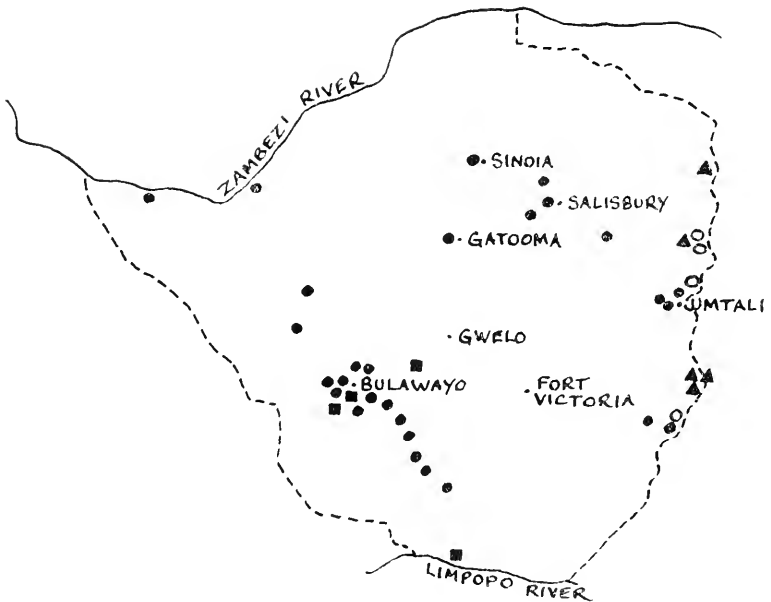 ZAMBEZI RIVER
SINOIA
SALISBURY
GATOOMA
UMTALI
GWELO
BULAWAYO
FORT
VICTORIA
LIMPOPO RIVER